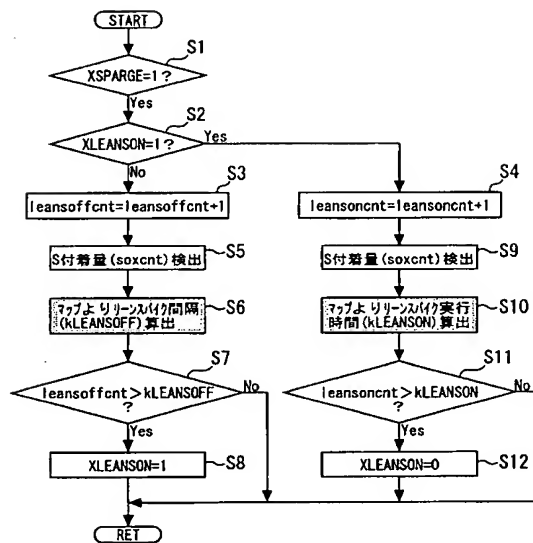 START
S1
XSPARGE=1?
Yes
S2
XLEANSON=1?
Yes
No
S3
leansoffcnt=leansoffcnt+1
S4
leansoncnt=leansoncnt+1
S付着量(soxcnt)検出
S5
S付着量(soxcnt)検出
S9
マップよりリーンスパイク間隔
(kLEANSOFF)算出
S6
マップよりリーンスパイク実行
時間(kLEANSON)算出
S10
S7
leansoffcnt>kLEANSOFF
?
No
Yes
S11
leansoncnt>kLEANSON
?
No
Yes
XLEANSON=1
S8
XLEANSON=0
S12
RET